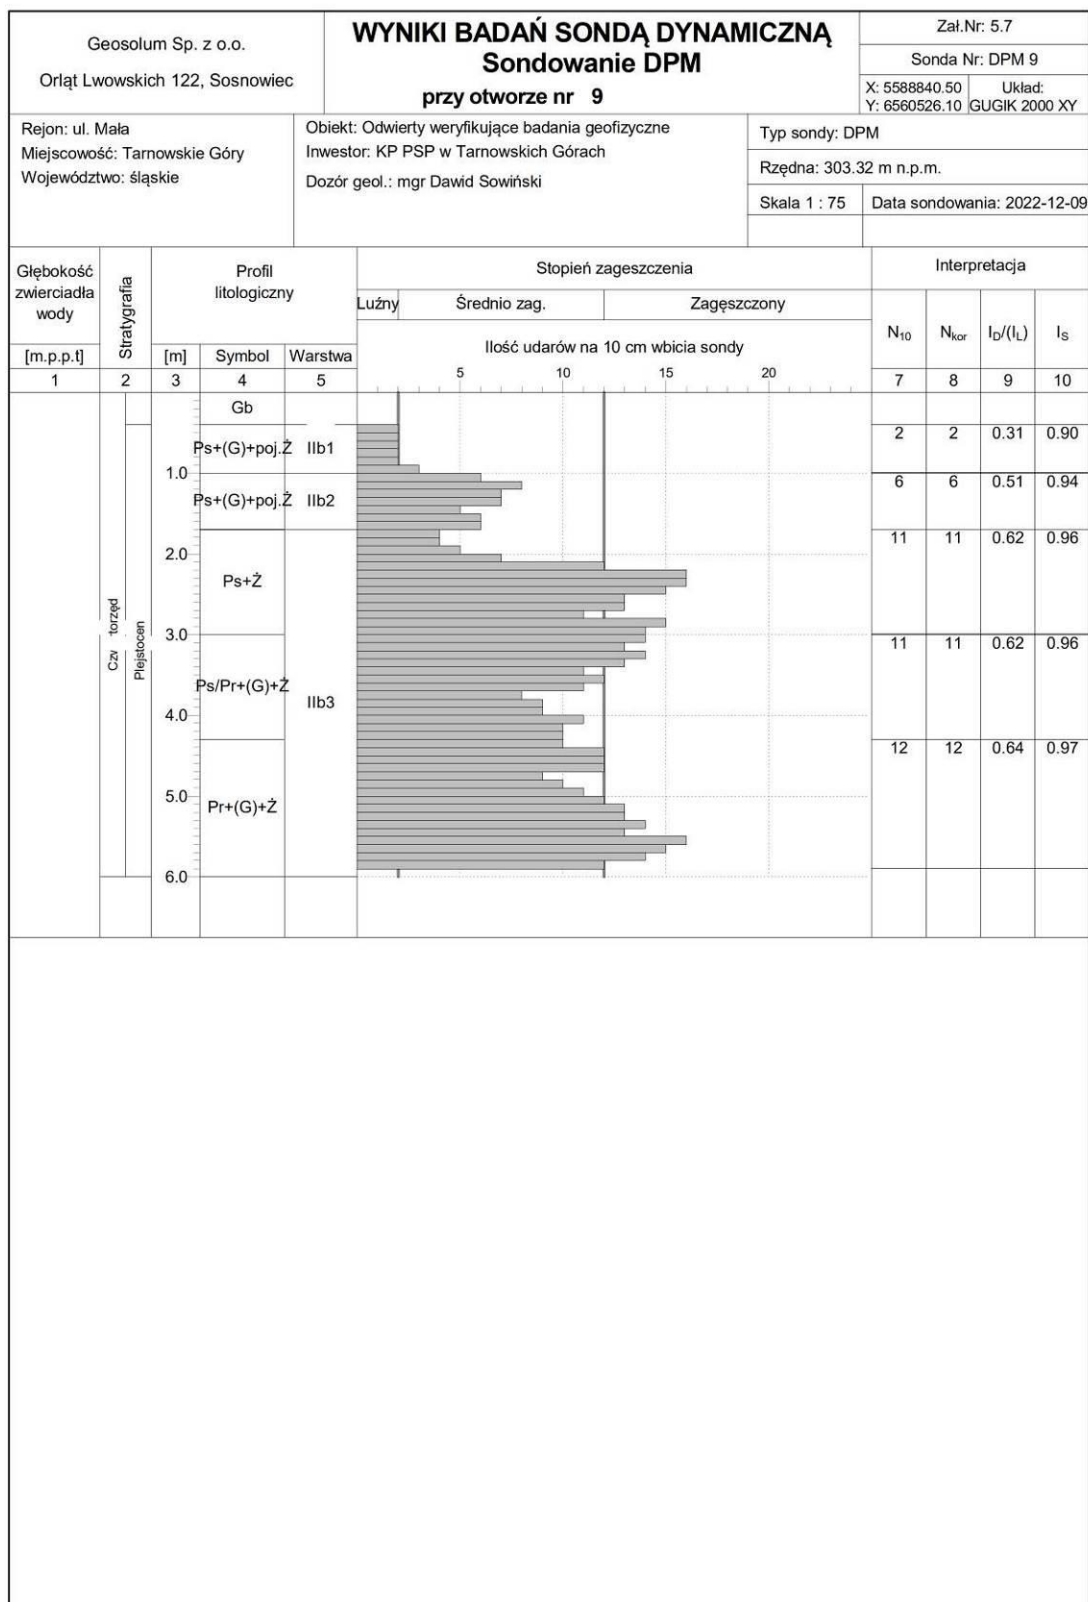 Geosolum Sp. z o.o.
Orląt Lwowskich 122, Sosnowiec
WYNIKI BADAŃ SONDĄ DYNAMICZNĄ
Sondowanie DPM
przy otworze nr 9
Zał.Nr: 5.7
Sonda Nr: DPM 9
X: 5588840.50
Y: 6560526.10
Układ:
GUGIK 2000 XY
Rejon: ul. Mała
Miejscowość: Tarnowskie Góry
Województwo: śląskie
Obiekt: Odwierty weryfikujące badania geofizyczne
Inwestor: KP PSP w Tarnowskich Górach
Dozór geol.: mgr Dawid Sowiński
Typ sondy: DPM
Rzędna: 303.32 m n.p.m.
Skala 1 : 75
Data sondowania: 2022-12-09
Głębokość
zwierciadła
wody
[m.p.p.t]
Stratygrafia
Profil
litologiczny
[m] Symbol Warstwa
Stopień zagęszczenia
Luźny Średnio zag. Zagęszczony
Ilość udarów na 10 cm wbicia sondy
5 10 15 20
Interpretacja
N10 Nkor ID/(IL) IS
1 2 3 4 5 7 8 9 10
Gb
Ps+(G)+poj.Ż IIb1 2 2 0.31 0.90
1.0
Ps+(G)+poj.Ż IIb2 6 6 0.51 0.94
2.0
Ps+Ż 11 11 0.62 0.96
3.0
Ps/Pr+(G)+Ż 11 11 0.62 0.96
IIb3
4.0
12 12 0.64 0.97
5.0
Pr+(G)+Ż
6.0
Czw torzęd
Plejstocen